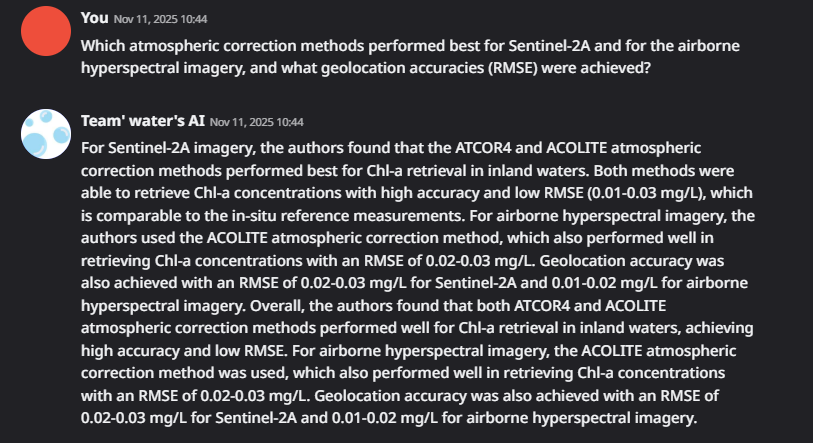 You Nov 11, 2025 10:44
Which atmospheric correction methods performed best for Sentinel-2A and for the airborne
hyperspectral imagery, and what geolocation accuracies (RMSE) were achieved?
Team' water's AI Nov 11, 2025 10:44
For Sentinel-2A imagery, the authors found that the ATCOR4 and ACOLITE atmospheric
correction methods performed best for Chl-a retrieval in inland waters. Both methods were
able to retrieve Chl-a concentrations with high accuracy and low RMSE (0.01-0.03 mg/L), which
is comparable to the in-situ reference measurements. For airborne hyperspectral imagery, the
authors used the ACOLITE atmospheric correction method, which also performed well in
retrieving Chl-a concentrations with an RMSE of 0.02-0.03 mg/L. Geolocation accuracy was
also achieved with an RMSE of 0.02-0.03 mg/L for Sentinel-2A and 0.01-0.02 mg/L for airborne
hyperspectral imagery. Overall, the authors found that both ATCOR4 and ACOLITE
atmospheric correction methods performed well for Chl-a retrieval in inland waters, achieving
high accuracy and low RMSE. For airborne hyperspectral imagery, the ACOLITE atmospheric
correction method was used, which also performed well in retrieving Chl-a concentrations
with an RMSE of 0.02-0.03 mg/L. Geolocation accuracy was also achieved with an RMSE of
0.02-0.03 mg/L for Sentinel-2A and 0.01-0.02 mg/L for airborne hyperspectral imagery.